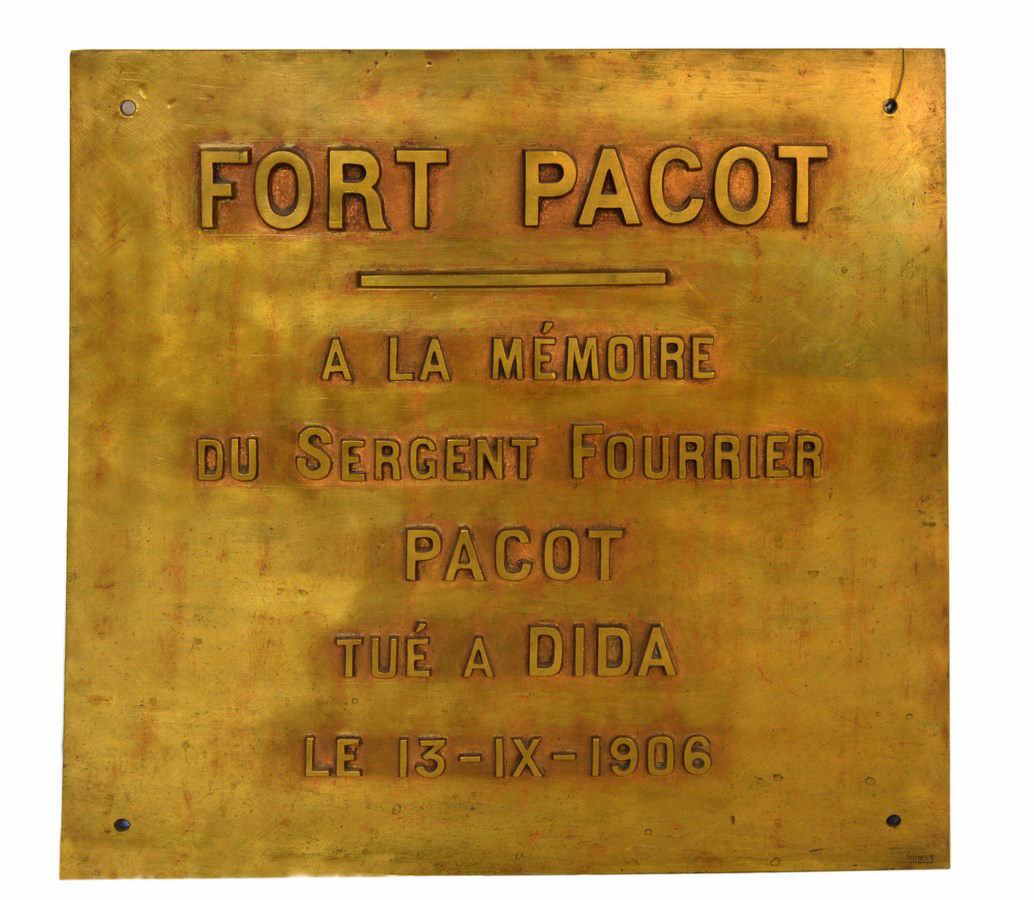 FORT PACOT
A LA MÉMOIRE
DU SERGENT FOURRIER
PACOT
TUÉ A DIDA
LE 13-IX-1906